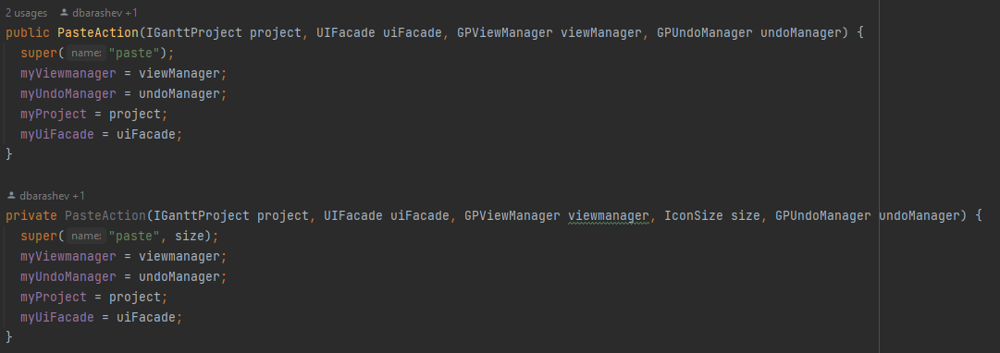 2 usages dbarashev +1
public PasteAction(IGanttProject project, UIFacade uiFacade, GPViewManager viewManager, GPUndoManager undoManager) {
super( name: "paste");
myViewmanager = viewManager;
myUndoManager = undoManager;
myProject = project;
myUiFacade = uiFacade;
}
dbarashev +1
private PasteAction(IGanttProject project, UIFacade uiFacade, GPViewManager viewmanager, IconSize size, GPUndoManager undoManager) {
super( name: "paste", size);
myViewmanager = viewmanager;
myUndoManager = undoManager;
myProject = project;
myUiFacade = uiFacade;
}